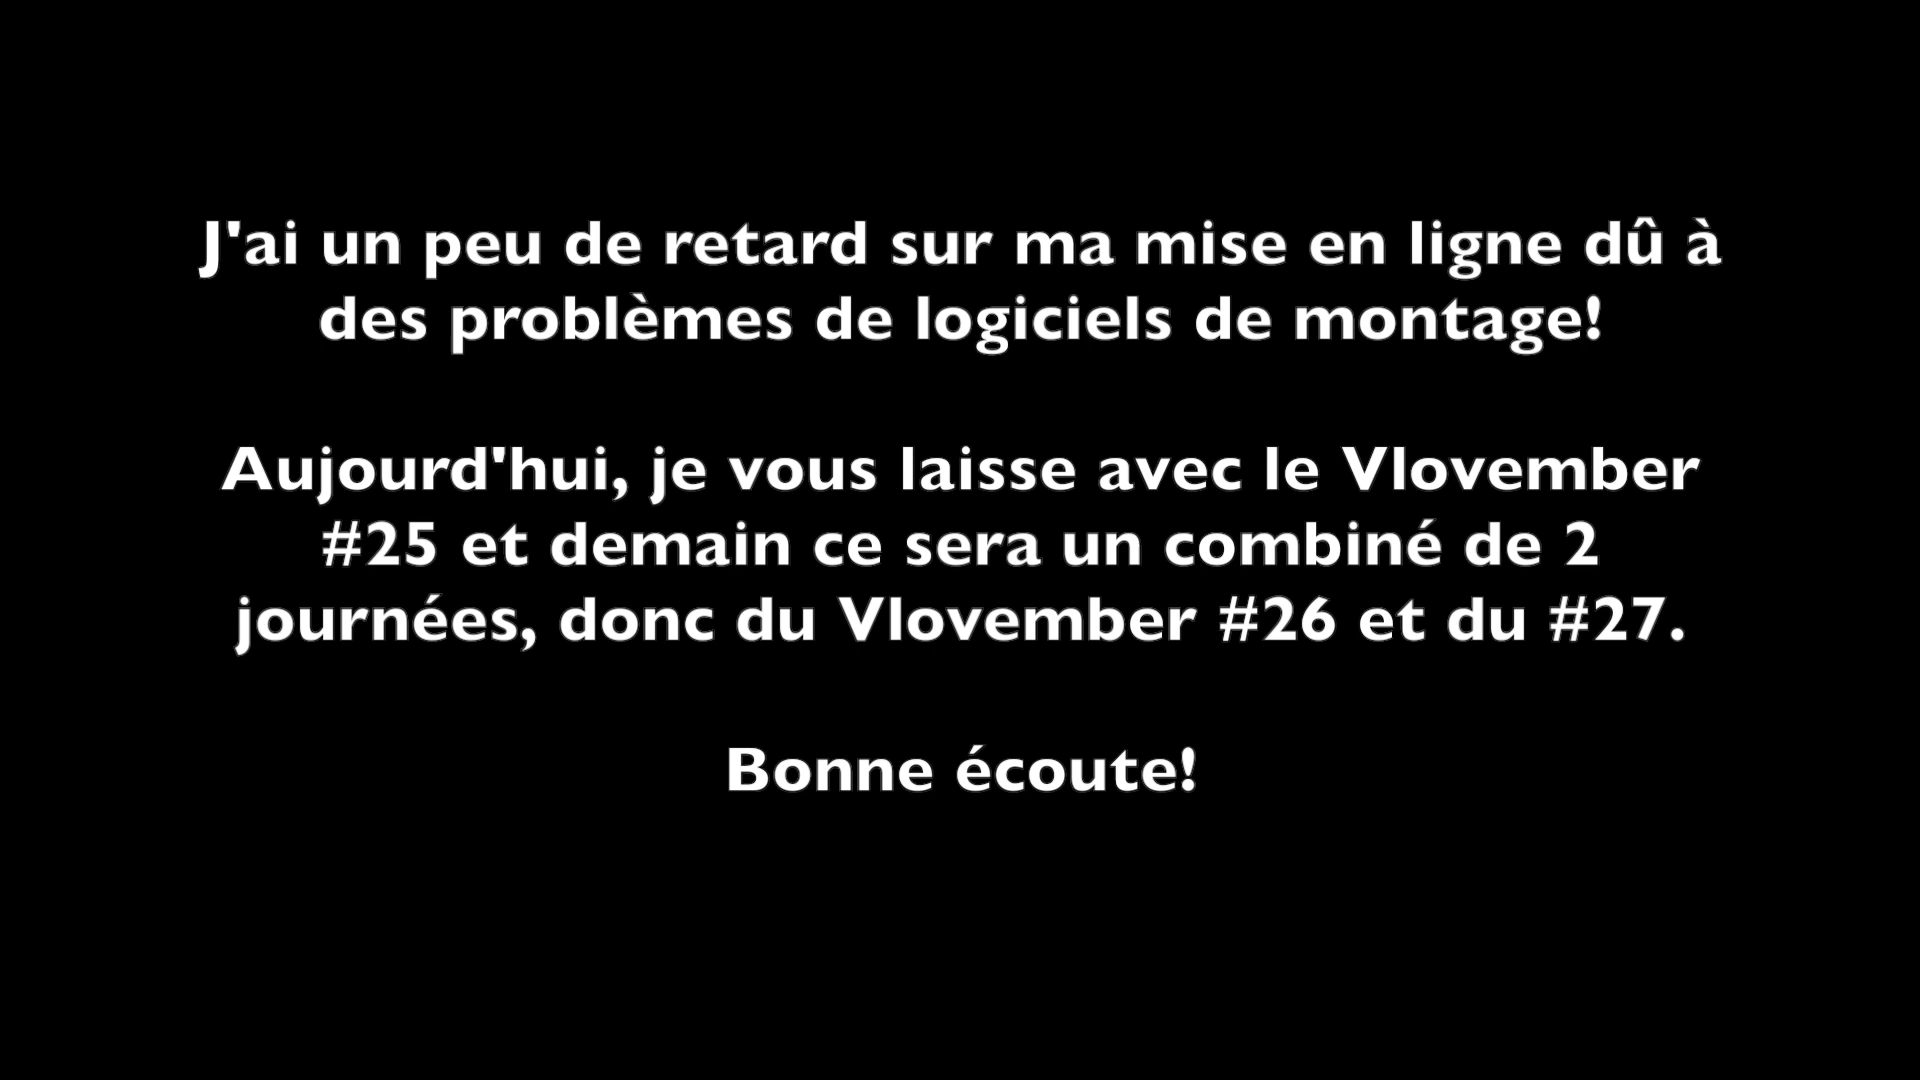 J'ai un peu de retard sur ma mise en ligne dû à
des problèmes de logiciels de montage!
Aujourd'hui, je vous laisse avec le Vlovember
#25 et demain ce sera un combiné de 2
journées, donc du Vlovember #26 et du #27.
Bonne écoute!